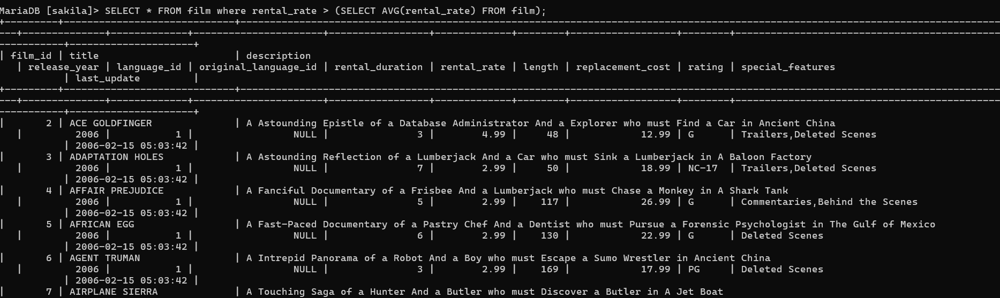 MariaDB [sakila]> SELECT * FROM film where rental_rate > (SELECT AVG(rental_rate) FROM film);
| film_id | title | description
| release_year | language_id | original_language_id | rental_duration | rental_rate | length | replacement_cost | rating | special_features
| last_update |
| 2 | ACE GOLDFINGER | A Astounding Epistle of a Database Administrator And a Explorer who must Find a Car in Ancient China
| 2006 | 1 | NULL | 3 | 4.99 | 48 | 12.99 | G | Trailers,Deleted Scenes
| 2006-02-15 05:03:42 |
| 3 | ADAPTATION HOLES | A Astounding Reflection of a Lumberjack And a Car who must Sink a Lumberjack in A Baloon Factory
| 2006 | 1 | NULL | 7 | 2.99 | 50 | 18.99 | NC-17 | Trailers,Deleted Scenes
| 2006-02-15 05:03:42 |
| 4 | AFFAIR PREJUDICE | A Fanciful Documentary of a Frisbee And a Lumberjack who must Chase a Monkey in A Shark Tank
| 2006 | 1 | NULL | 5 | 2.99 | 117 | 26.99 | G | Commentaries,Behind the Scenes
| 2006-02-15 05:03:42 |
| 5 | AFRICAN EGG | A Fast-Paced Documentary of a Pastry Chef And a Dentist who must Pursue a Forensic Psychologist in The Gulf of Mexico
| 2006 | 1 | NULL | 6 | 2.99 | 130 | 22.99 | G | Deleted Scenes
| 2006-02-15 05:03:42 |
| 6 | AGENT TRUMAN | A Intrepid Panorama of a Robot And a Boy who must Escape a Sumo Wrestler in Ancient China
| 2006 | 1 | NULL | 3 | 2.99 | 169 | 17.99 | PG | Deleted Scenes
| 2006-02-15 05:03:42 |
| 7 | AIRPLANE SIERRA | A Touching Saga of a Hunter And a Butler who must Discover a Butler in A Jet Boat